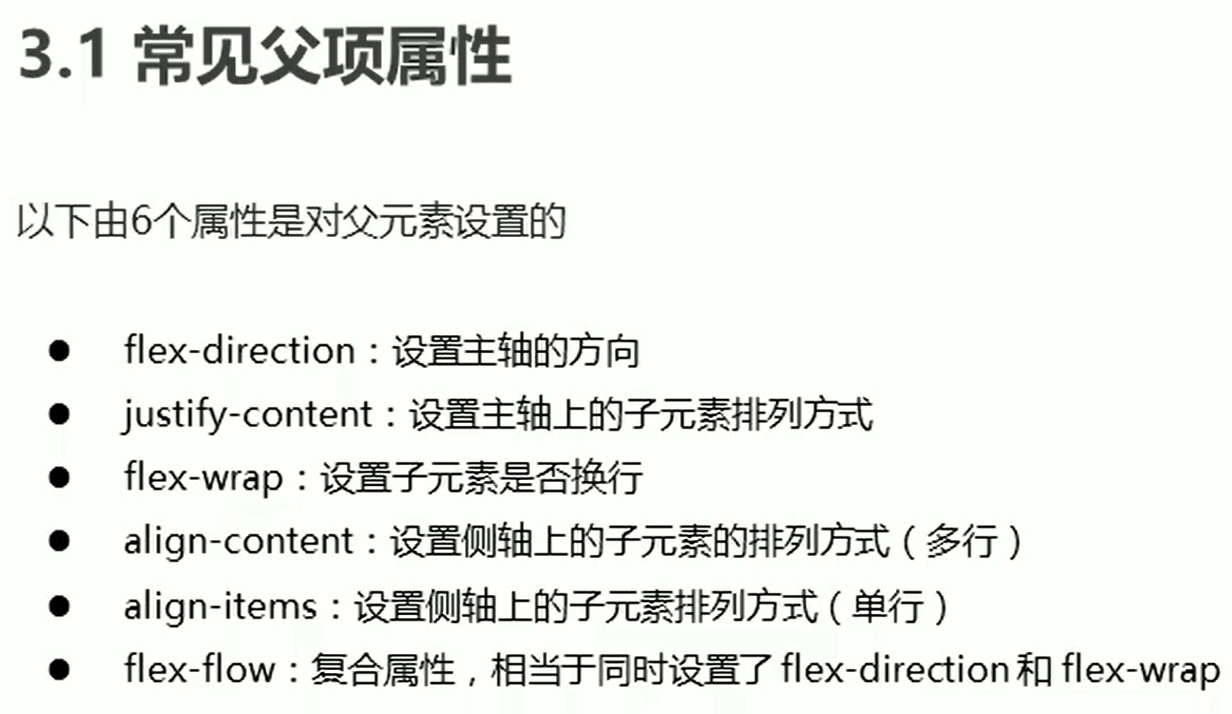 3.1 常见父项属性
以下由6个属性是对父元素设置的
● flex-direction：设置主轴的方向
● justify-content：设置主轴上的子元素排列方式
● flex-wrap：设置子元素是否换行
● align-content：设置侧轴上的子元素的排列方式（多行）
● align-items：设置侧轴上的子元素排列方式（单行）
● flex-flow：复合属性，相当于同时设置了 flex-direction 和 flex-wrap